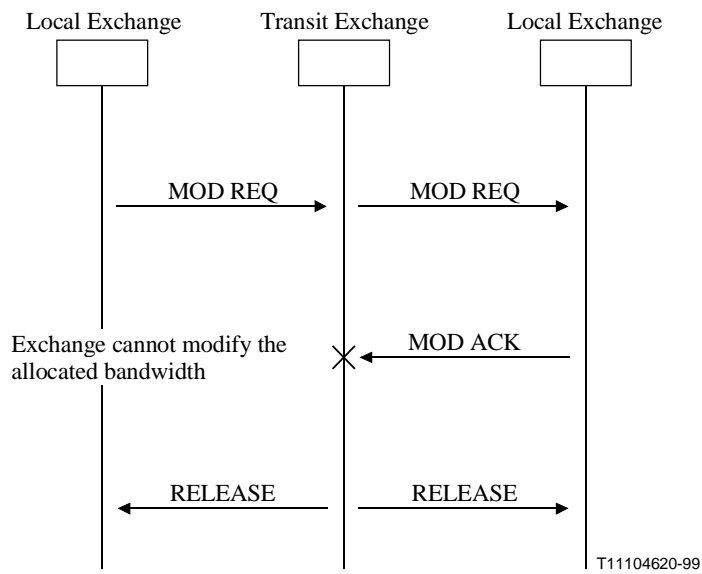 Local Exchange
Transit Exchange
Local Exchange
MOD REQ
MOD REQ
Exchange cannot modify the
allocated bandwidth
MOD ACK
RELEASE
RELEASE
T11104620-99